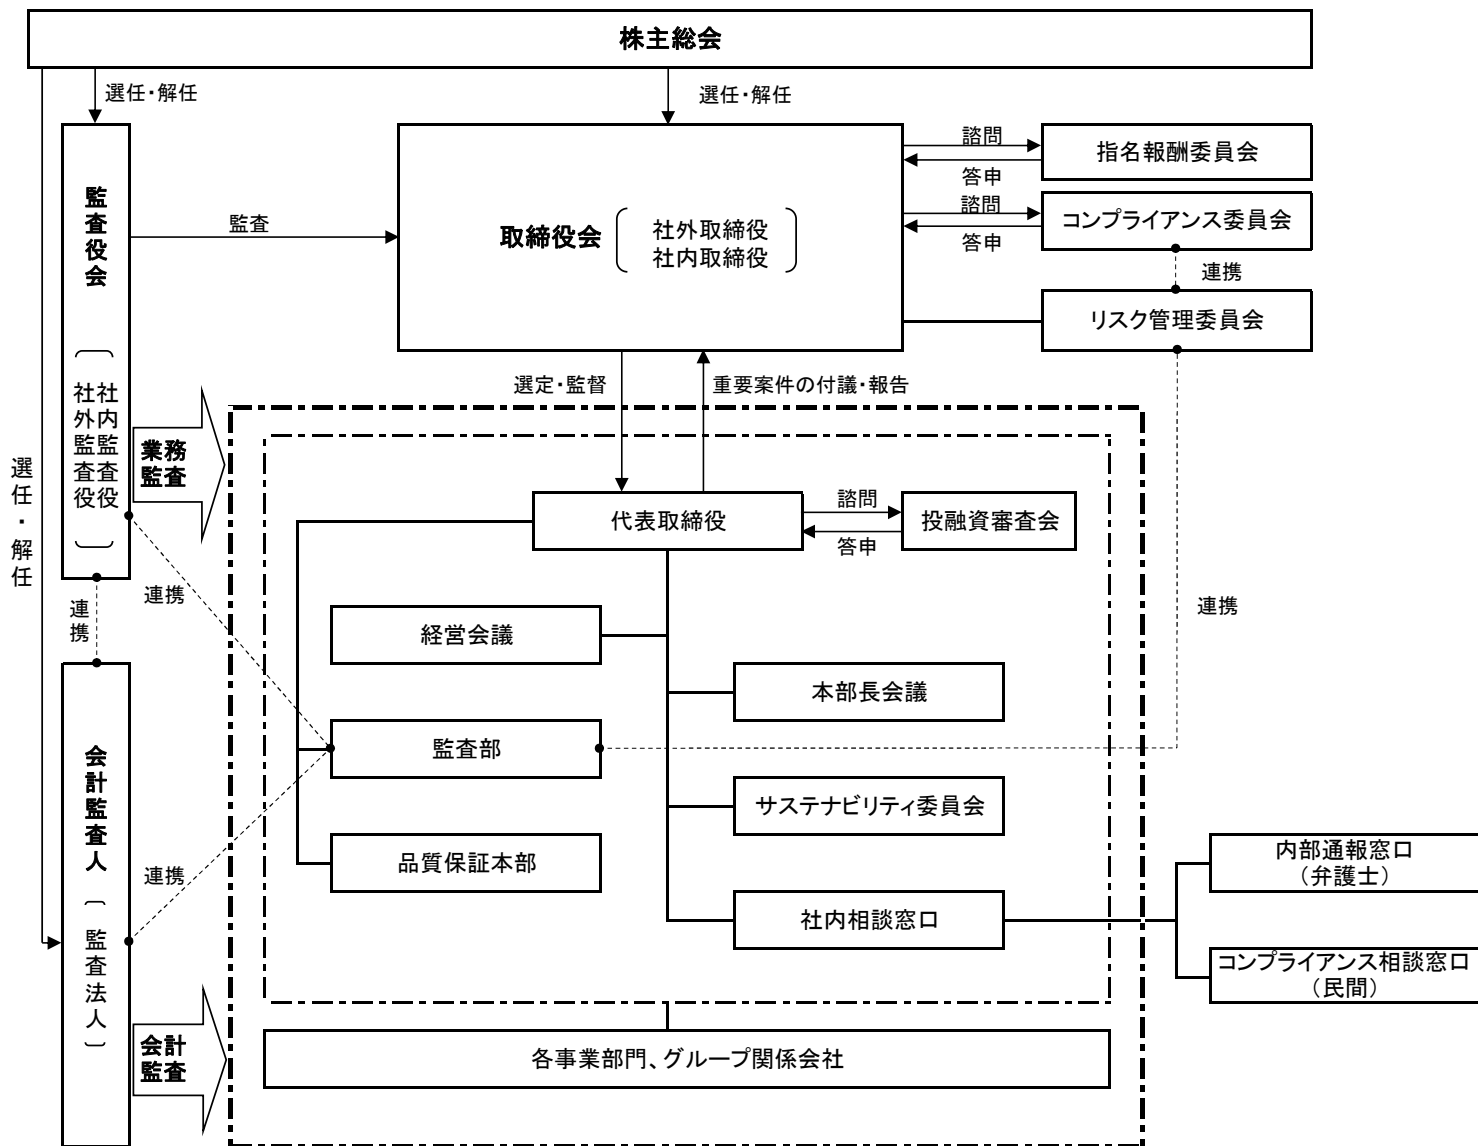 株主総会
選任・解任
選任・解任
選任・解任
監査役会
社内監査役
社外監査役
監査
取締役会
社外取締役
社内取締役
諮問
答申
指名報酬委員会
諮問
答申
コンプライアンス委員会
連携
リスク管理委員会
選定・監督
重要案件の付議・報告
業務
監査
代表取締役
諮問
答申
投融資審査会
連携
連携
連携
経営会議
本部長会議
監査部
サステナビリティ委員会
品質保証本部
社内相談窓口
内部通報窓口
（弁護士）
コンプライアンス相談窓口
（民間）
会計監査人
〔監査法人〕
連携
会計
監査
各事業部門、グループ関係会社